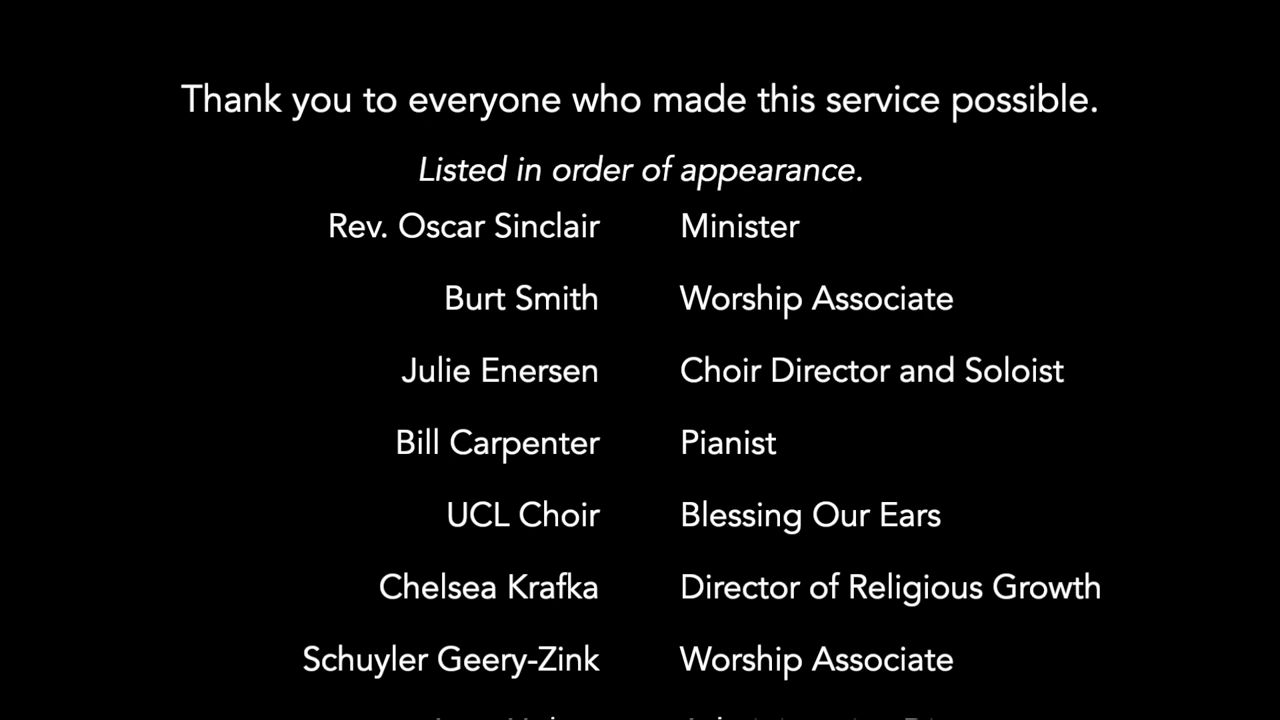 Thank you to everyone who made this service possible.
Listed in order of appearance.
Rev. Oscar Sinclair Minister
Burt Smith Worship Associate
Julie Enersen Choir Director and Soloist
Bill Carpenter Pianist
UCL Choir Blessing Our Ears
Chelsea Krafka Director of Religious Growth
Schuyler Geery-Zink Worship Associate